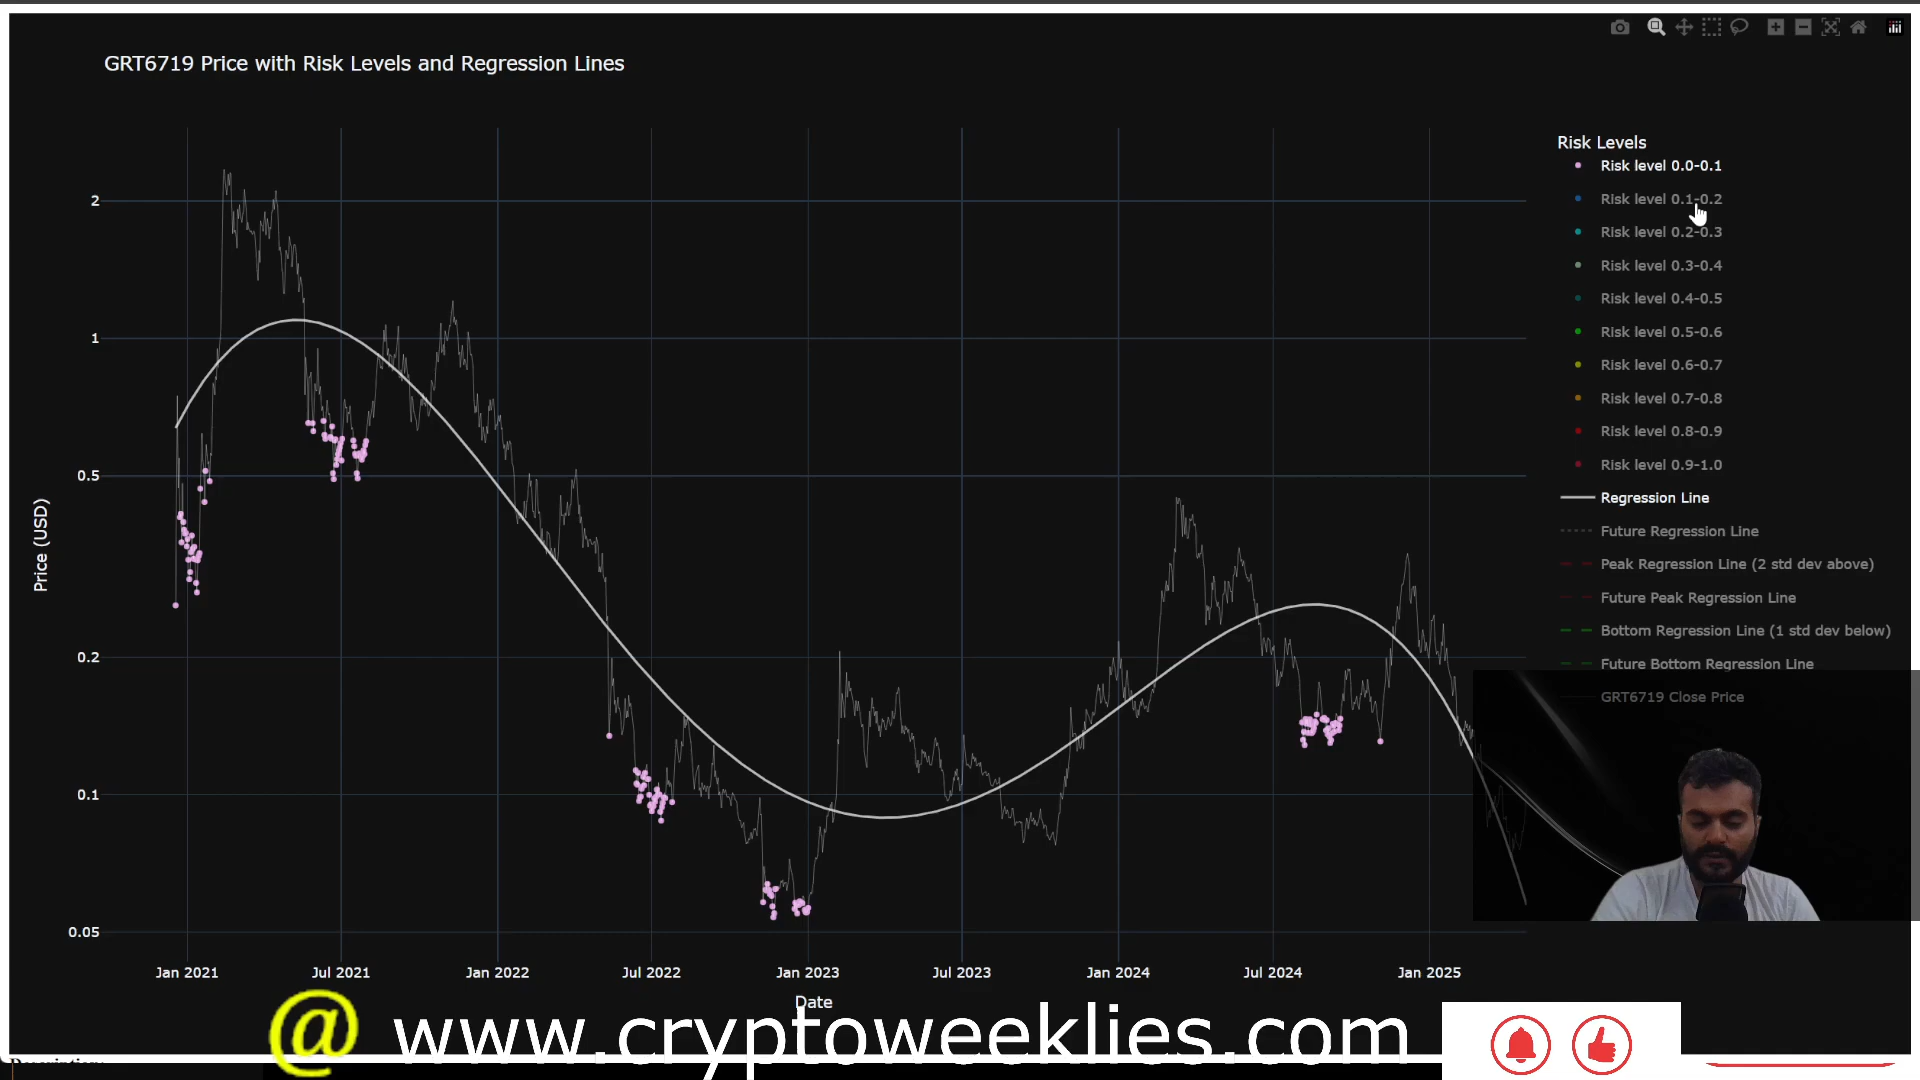 GRT6719 Price with Risk Levels and Regression Lines
Risk Levels
Risk level 0.0-0.1
Risk level 0.1-0.2
Risk level 0.2-0.3
Risk level 0.3-0.4
Risk level 0.4-0.5
Risk level 0.5-0.6
Risk level 0.6-0.7
Risk level 0.7-0.8
Risk level 0.8-0.9
Risk level 0.9-1.0
Regression Line
Future Regression Line
Peak Regression Line (2 std dev above)
Future Peak Regression Line
Bottom Regression Line (1 std dev below)
Future Bottom Regression Line
GRT6719 Close Price
Price (USD)
2
1
0.5
0.2
0.1
0.05
Jan 2021
Jul 2021
Jan 2022
Jul 2022
Jan 2023
Jul 2023
Jan 2024
Jul 2024
Jan 2025
Date
@ www.cryptoweeklies.com